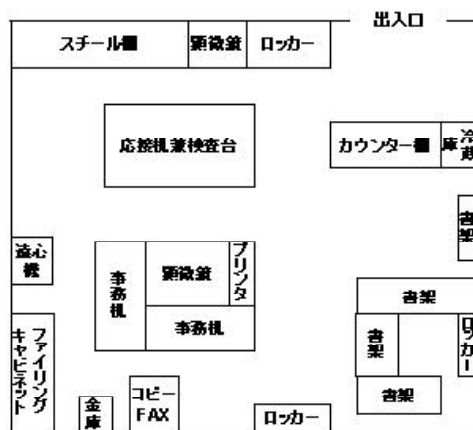 出入口
スチール棚
顕微鏡
ロッカー
応接机兼検査台
カウンター棚
冷蔵庫
書架
遠心機
事務机
顕微鏡
プリンタ
事務机
書架
ファイリング
キャビネット
書架
ロッカー
書架
金庫
コピー
FAX
ロッカー